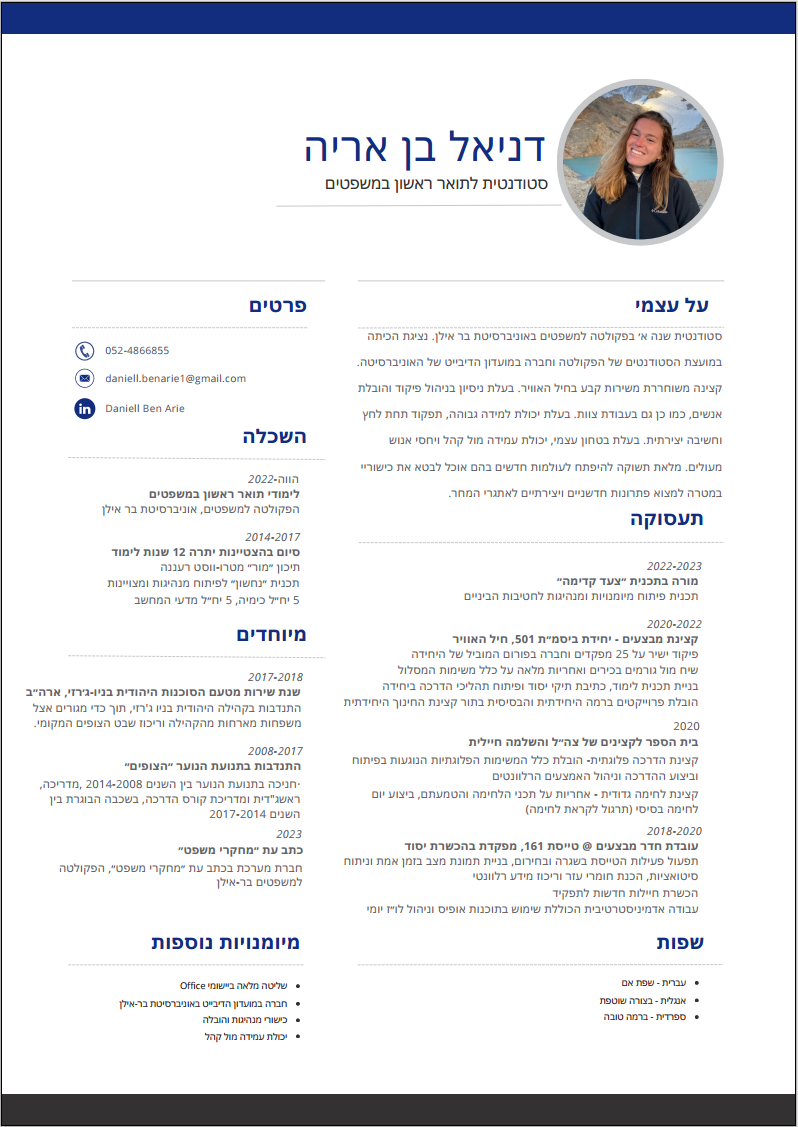 דניאל בן אריה
סטודנטית לתואר ראשון במשפטים
על עצמי
סטודנטית שנה א׳ בפקולטה למשפטים באוניברסיטת בר אילן. נציגת הכיתה
במועצת הסטודנטים של הפקולטה וחברה במועדון הדיבייט של האוניברסיטה.
קצינה משוחררת משירות קבע בחיל האוויר. בעלת ניסיון בניהול פיקוד והובלת
אנשים, כמו כן גם בעבודת צוות. בעלת יכולת למידה גבוהה, תפקוד תחת לחץ
וחשיבה יצירתית. בעלת בטחון עצמי, יכולת עמידה מול קהל ויחסי אנוש
מעולים. מלאת תשוקה להיפתח לעולמות חדשים בהם אוכל לבטא את כישוריי
במטרה למצוא פתרונות חדשניים ויצירתיים לאתגרי המחר.
תעסוקה
2022-2023
מורה בתכנית ״צעד קדימה״
תכנית פיתוח מיומנויות ומנהיגות לחטיבות הביניים
2020-2022
קצינת מבצעים - יחידת ביסמ״ת 501, חיל האוויר
פיקוד ישיר על 25 מפקדים וחברה בפורום המוביל של היחידה
שיח מול גורמים בכירים ואחריות מלאה על כלל משימות המסלול
בניית תכנית לימוד, כתיבת תיקי יסוד ופיתוח תהליכי הדרכה ביחידה
הובלת פרוייקטים ברמה היחידתית והבסיסית בתור קצינת החינוך היחידתית
2020
בית הספר לקצינים של צה״ל והשלמה חיילית
קצינת הדרכה פלוגתית- הובלת כלל המשימות הפלוגתיות הנוגעות בפיתוח
וביצוע ההדרכה וניהול האמצעים הרלוונטים
קצינת לחימה גדודית - אחריות על תכני הלחימה והטמעתם, ביצוע יום
לחימה בסיסי (תרגול לקראת לחימה)
2018-2020
עובדת חדר מבצעים @ טייסת 161, מפקדת בהכשרת יסוד
תפעול פעילות הטייסת בשגרה ובחירום, בניית תמונת מצב בזמן אמת וניתוח
סיטואציות, הכנת חומרי עזר וריכוז מידע רלוונטי
הכשרת חיילות חדשות לתפקיד
עבודה אדמיניסטרטיבית הכוללת שימוש בתוכנות אופיס וניהול לו״ז יומי
שפות
• עברית - שפת אם
• אנגלית - בצורה שוטפת
• ספרדית - ברמה טובה
פרטים
052-4866855
daniell.benarie1@gmail.com
in Daniell Ben Arie
השכלה
2022-הווה
לימודי תואר ראשון במשפטים
הפקולטה למשפטים, אוניברסיטת בר אילן
2014-2017
סיום בהצטיינות יתרה 12 שנות לימוד
תיכון ״מור״ מטרו-ווסט רעננה
תכנית ״נחשון״ לפיתוח מנהיגות ומצויינות
5 יח״ל כימיה, 5 יח״ל מדעי המחשב
מיוחדים
2017-2018
שנת שירות מטעם הסוכנות היהודית בניו-ג׳רזי, ארה״ב
התנדבות בקהילה היהודית בניו ג'רזי, תוך כדי מגורים אצל
משפחות מארחות מהקהילה וריכוז שבט הצופים המקומי.
2008-2017
התנדבות בתנועת הנוער ״הצופים״
·חניכה בתנועת הנוער בין השנים 2014-2008 ,מדריכה,
ראשג"דית ומדריכת קורס הדרכה, בשכבה הבוגרת בין
השנים 2017-2014
2023
כתב עת ״מחקרי משפט״
חברת מערכת בכתב עת ״מחקרי משפט״, הפקולטה
למשפטים בר-אילן
מיומנויות נוספות
• שליטה מלאה ביישומי Office
• חברה במועדון הדיבייט באוניברסיטת בר-אילן
• כישורי מנהיגות והובלה
• יכולת עמידה מול קהל